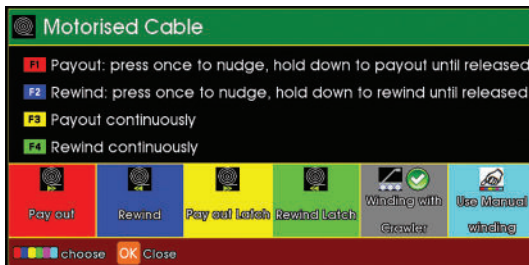 Motorised Cable
F1 Payout: press once to nudge, hold down to payout until released
F2 Rewind: press once to nudge, hold down to rewind until released
F3 Payout continuously
F4 Rewind continuously
Pay out
Rewind
Pay out Latch
Rewind Latch
Winding with
Crawler
Use Manual
winding
choose OK Close